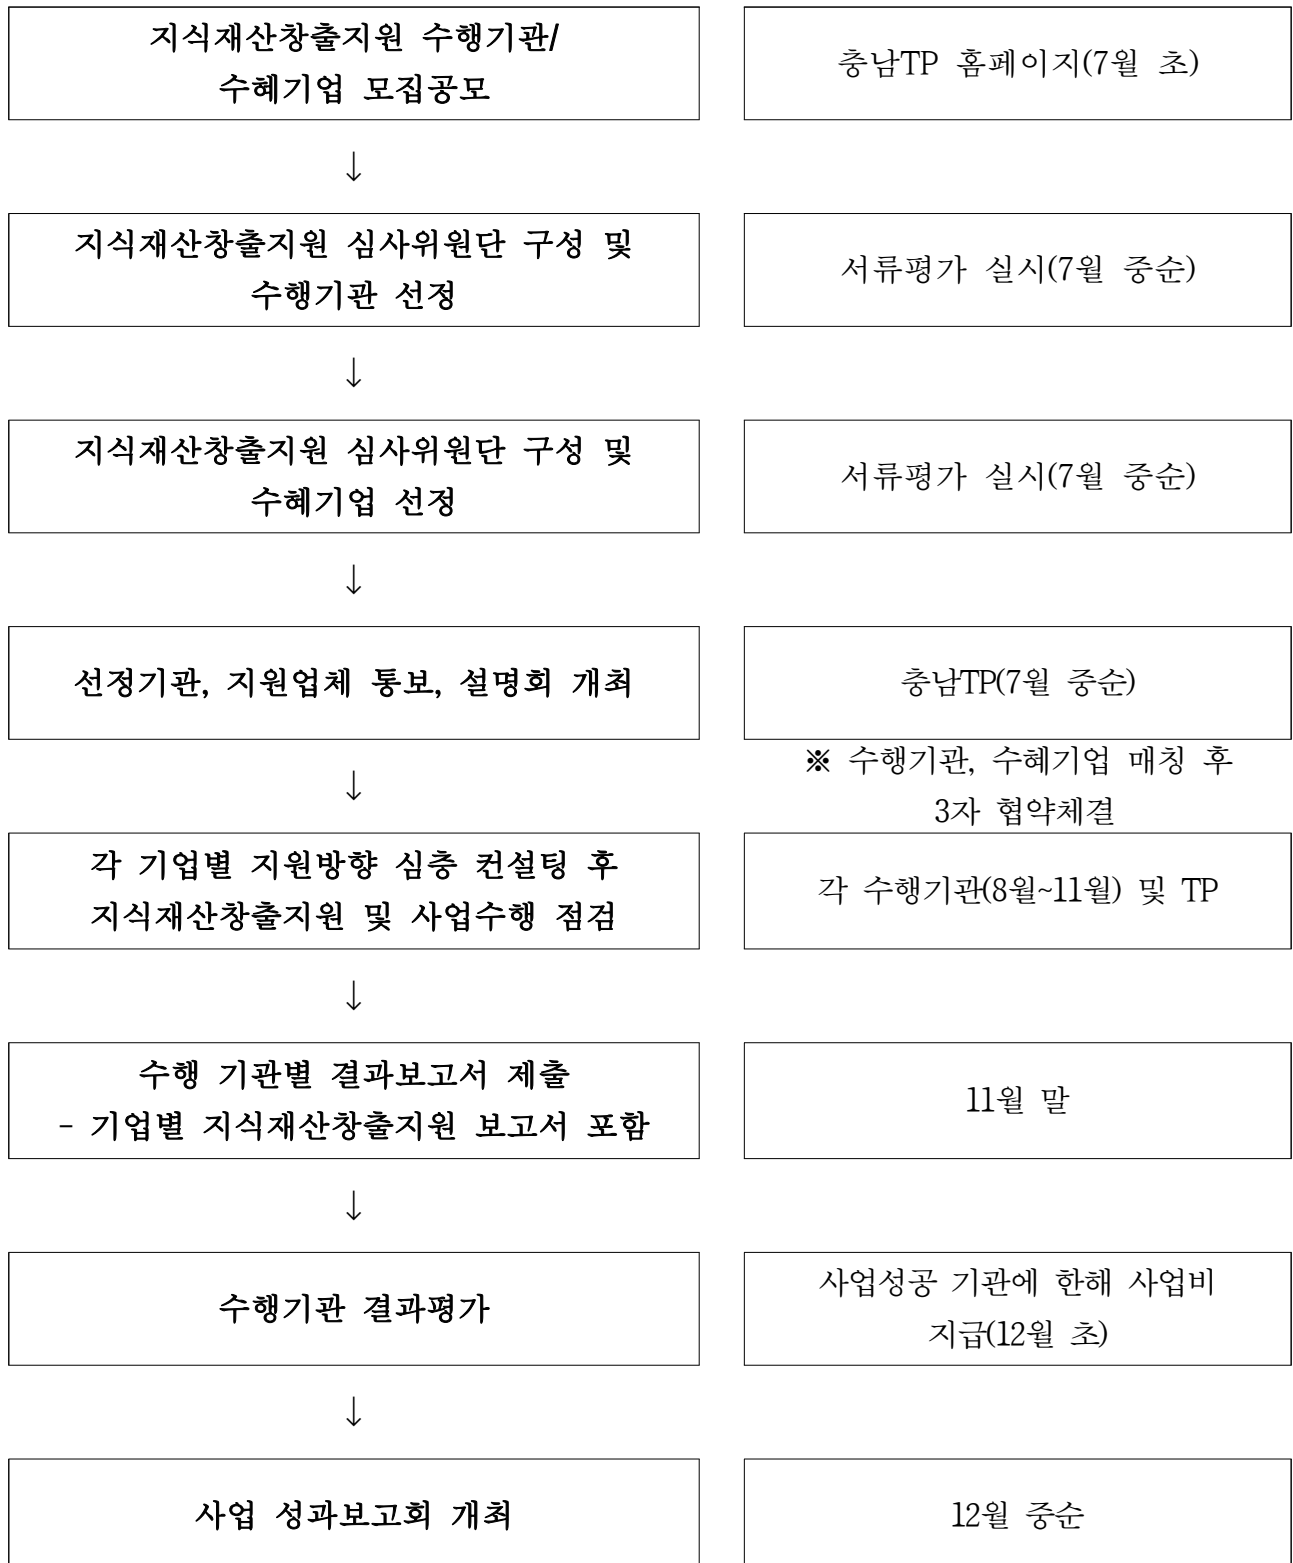 지식재산창출지원 수행기관/
수혜기업 모집공모
충남TP 홈페이지(7월 초)
↓
지식재산창출지원 심사위원단 구성 및
수행기관 선정
서류평가 실시(7월 중순)
↓
지식재산창출지원 심사위원단 구성 및
수혜기업 선정
서류평가 실시(7월 중순)
↓
선정기관, 지원업체 통보, 설명회 개최
충남TP(7월 중순)
↓
※ 수행기관, 수혜기업 매칭 후
3자 협약체결
각 기업별 지원방향 심층 컨설팅 후
지식재산창출지원 및 사업수행 점검
각 수행기관(8월~11월) 및 TP
↓
수행 기관별 결과보고서 제출
- 기업별 지식재산창출지원 보고서 포함
11월 말
↓
수행기관 결과평가
사업성공 기관에 한해 사업비
지급(12월 초)
↓
사업 성과보고회 개최
12월 중순